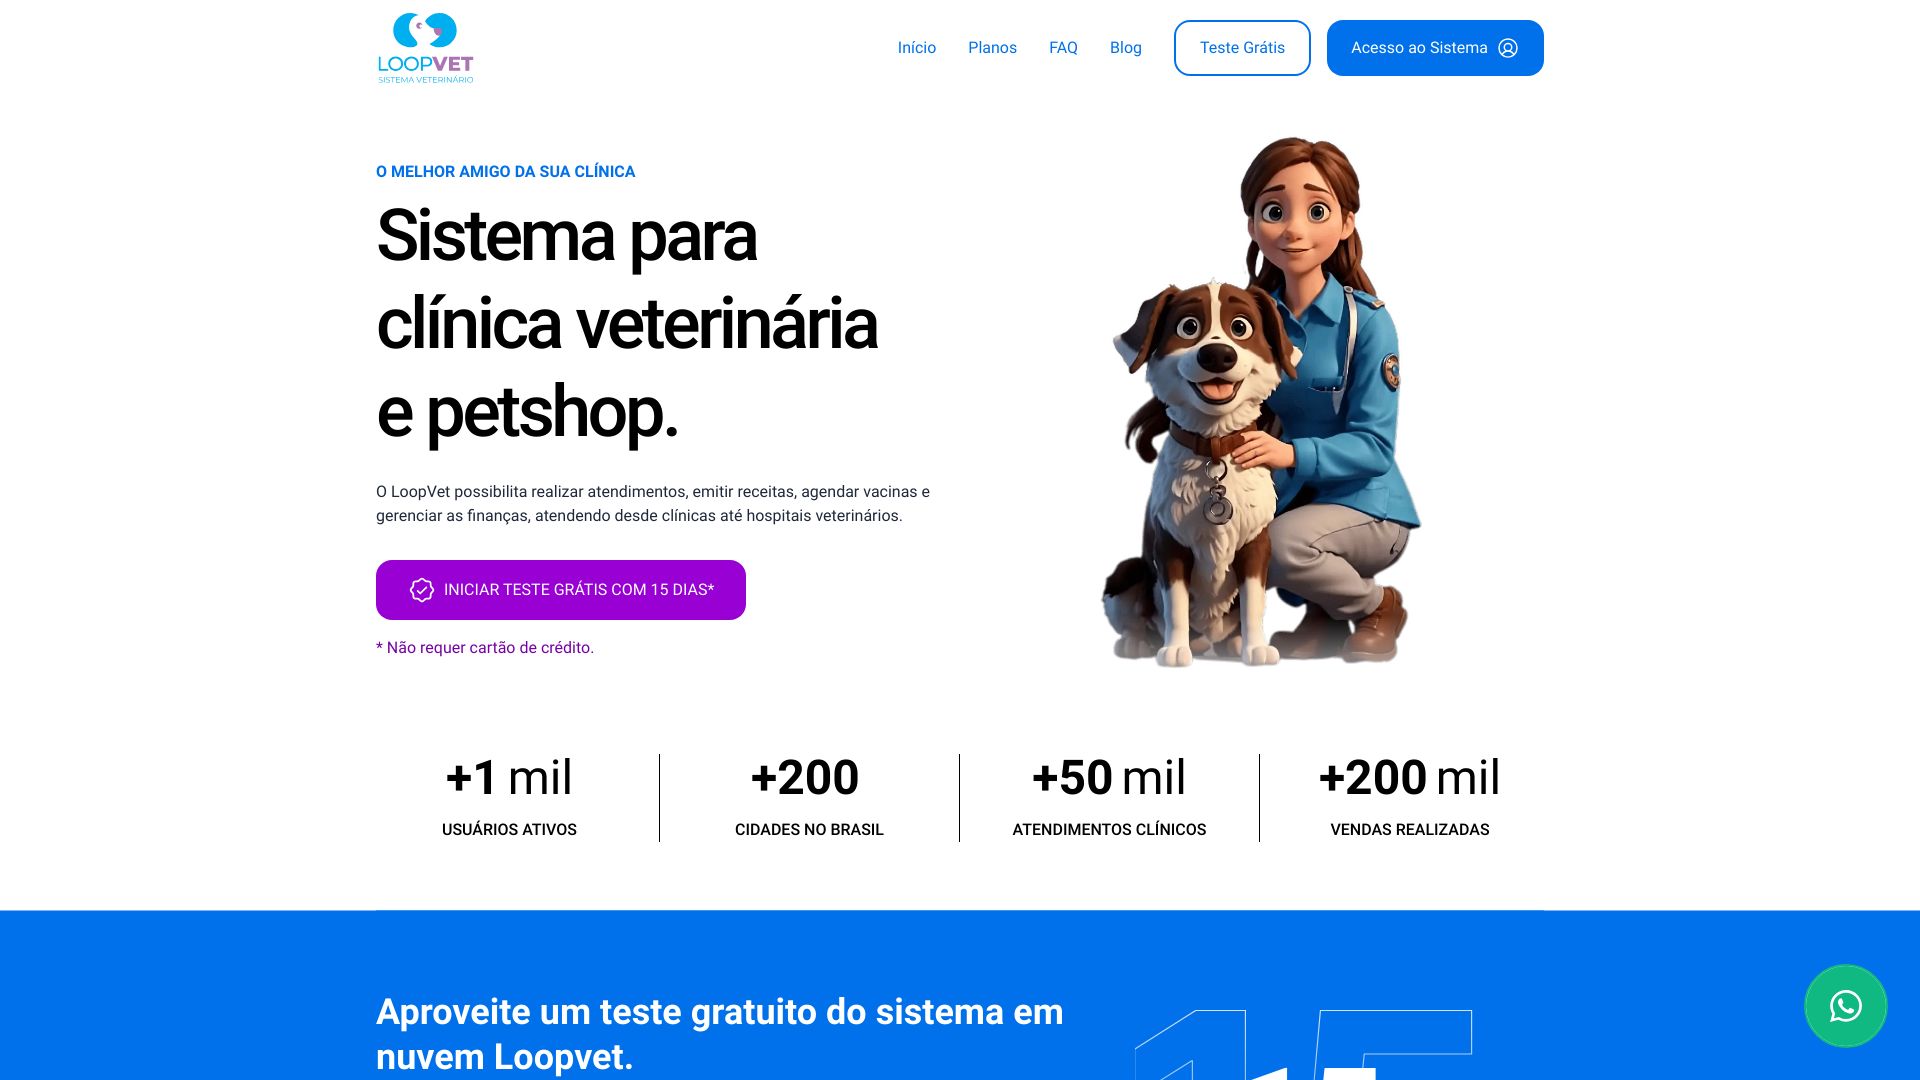 LOOPVET
SISTEMA VETERINÁRIO
Início
Planos
FAQ
Blog
Teste Grátis
Acesso ao Sistema
O MELHOR AMIGO DA SUA CLÍNICA
Sistema para
clínica veterinária
e petshop.
O LoopVet possibilita realizar atendimentos, emitir receitas, agendar vacinas e
gerenciar as finanças, atendendo desde clínicas até hospitais veterinários.
INICIAR TESTE GRÁTIS COM 15 DIAS*
* Não requer cartão de crédito.
+1 mil
USUÁRIOS ATIVOS
+200
CIDADES NO BRASIL
+50 mil
ATENDIMENTOS CLÍNICOS
+200 mil
VENDAS REALIZADAS
Aproveite um teste gratuito do sistema em
nuvem Loopvet.
15